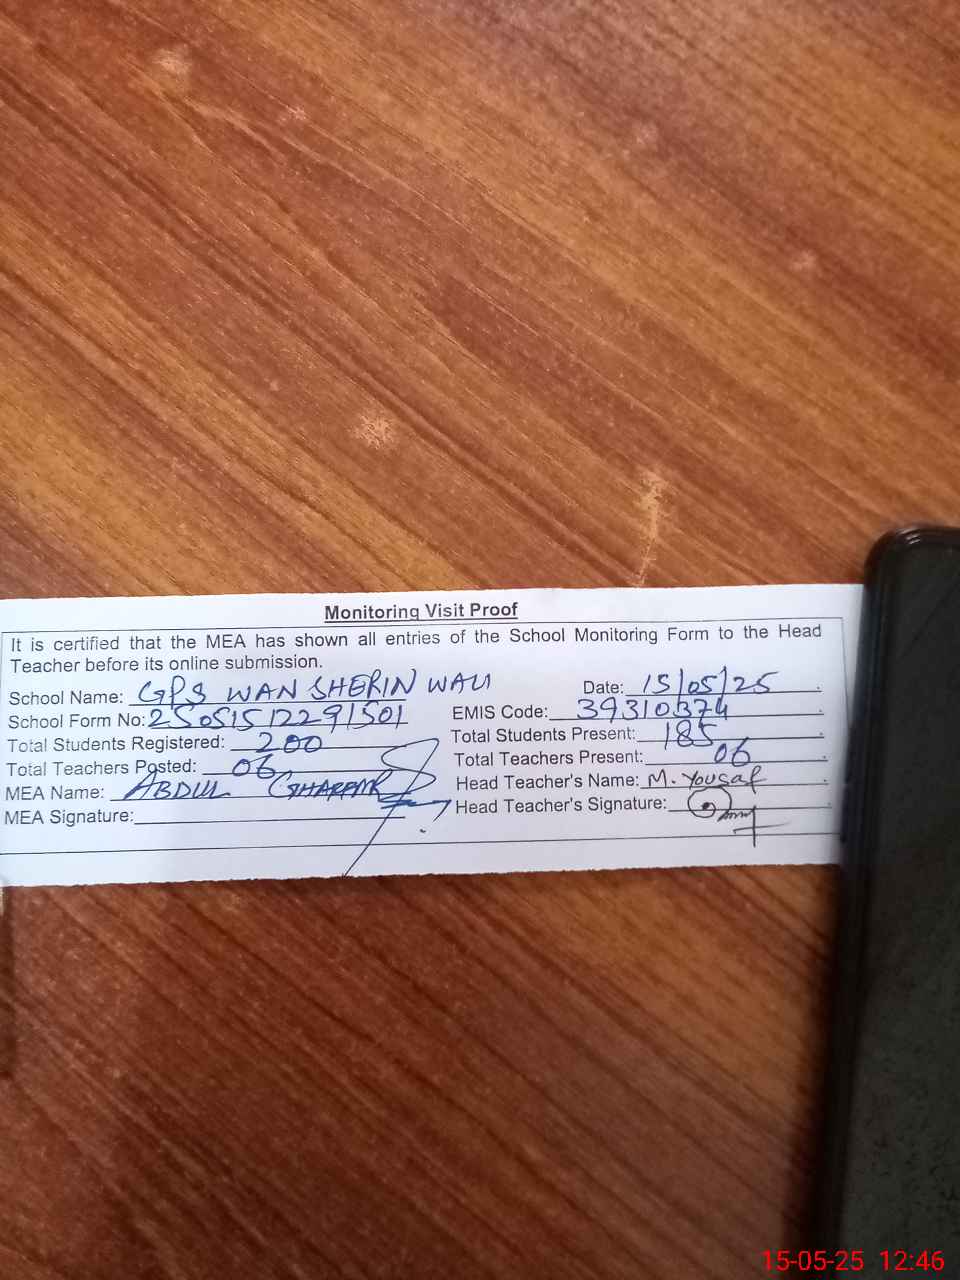 Monitoring Visit Proof
It is certified that the MEA has shown all entries of the School Monitoring Form to the Head
Teacher before its online submission.
School Name: GPS WAN SHERIN WALI Date: 15/05/25
School Form No: 25051512291501 EMIS Code: 39310374
Total Students Registered: 200 Total Students Present: 185
Total Teachers Posted: 06 Total Teachers Present: 06
MEA Name: ABDUL GHAFFAR Head Teacher's Name: M. Yousaf
MEA Signature: Head Teacher's Signature:
15-05-25 12:46